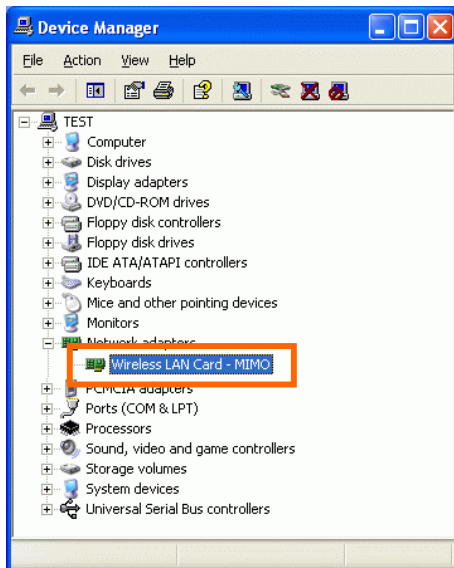 Device Manager
File Action View Help
TEST
Computer
Disk drives
Display adapters
DVD/CD-ROM drives
Floppy disk controllers
Floppy disk drives
IDE ATA/ATAPI controllers
Keyboards
Mice and other pointing devices
Monitors
Network adapters
Wireless LAN Card - MIMO
PCMCIA adapters
Ports (COM & LPT)
Processors
Sound, video and game controllers
Storage volumes
System devices
Universal Serial Bus controllers